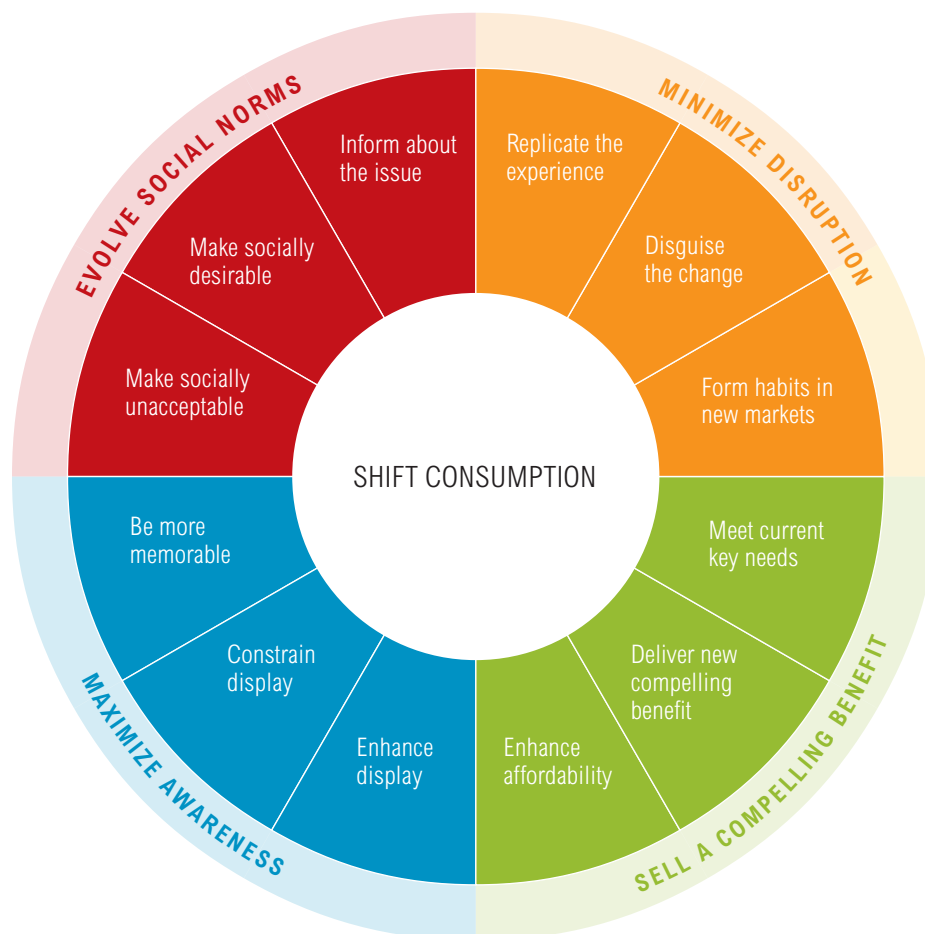 EVOLVE SOCIAL NORMS
Inform about
the issue
Make socially
desirable
Make socially
unacceptable
MINIMIZE DISRUPTION
Replicate the
experience
Disguise
the change
Form habits in
new markets
SHIFT CONSUMPTION
Be more
memorable
Constrain
display
Enhance
display
MAXIMIZE AWARENESS
Meet current
key needs
Deliver new
compelling
benefit
Enhance
affordability
SELL A COMPELLING BENEFIT